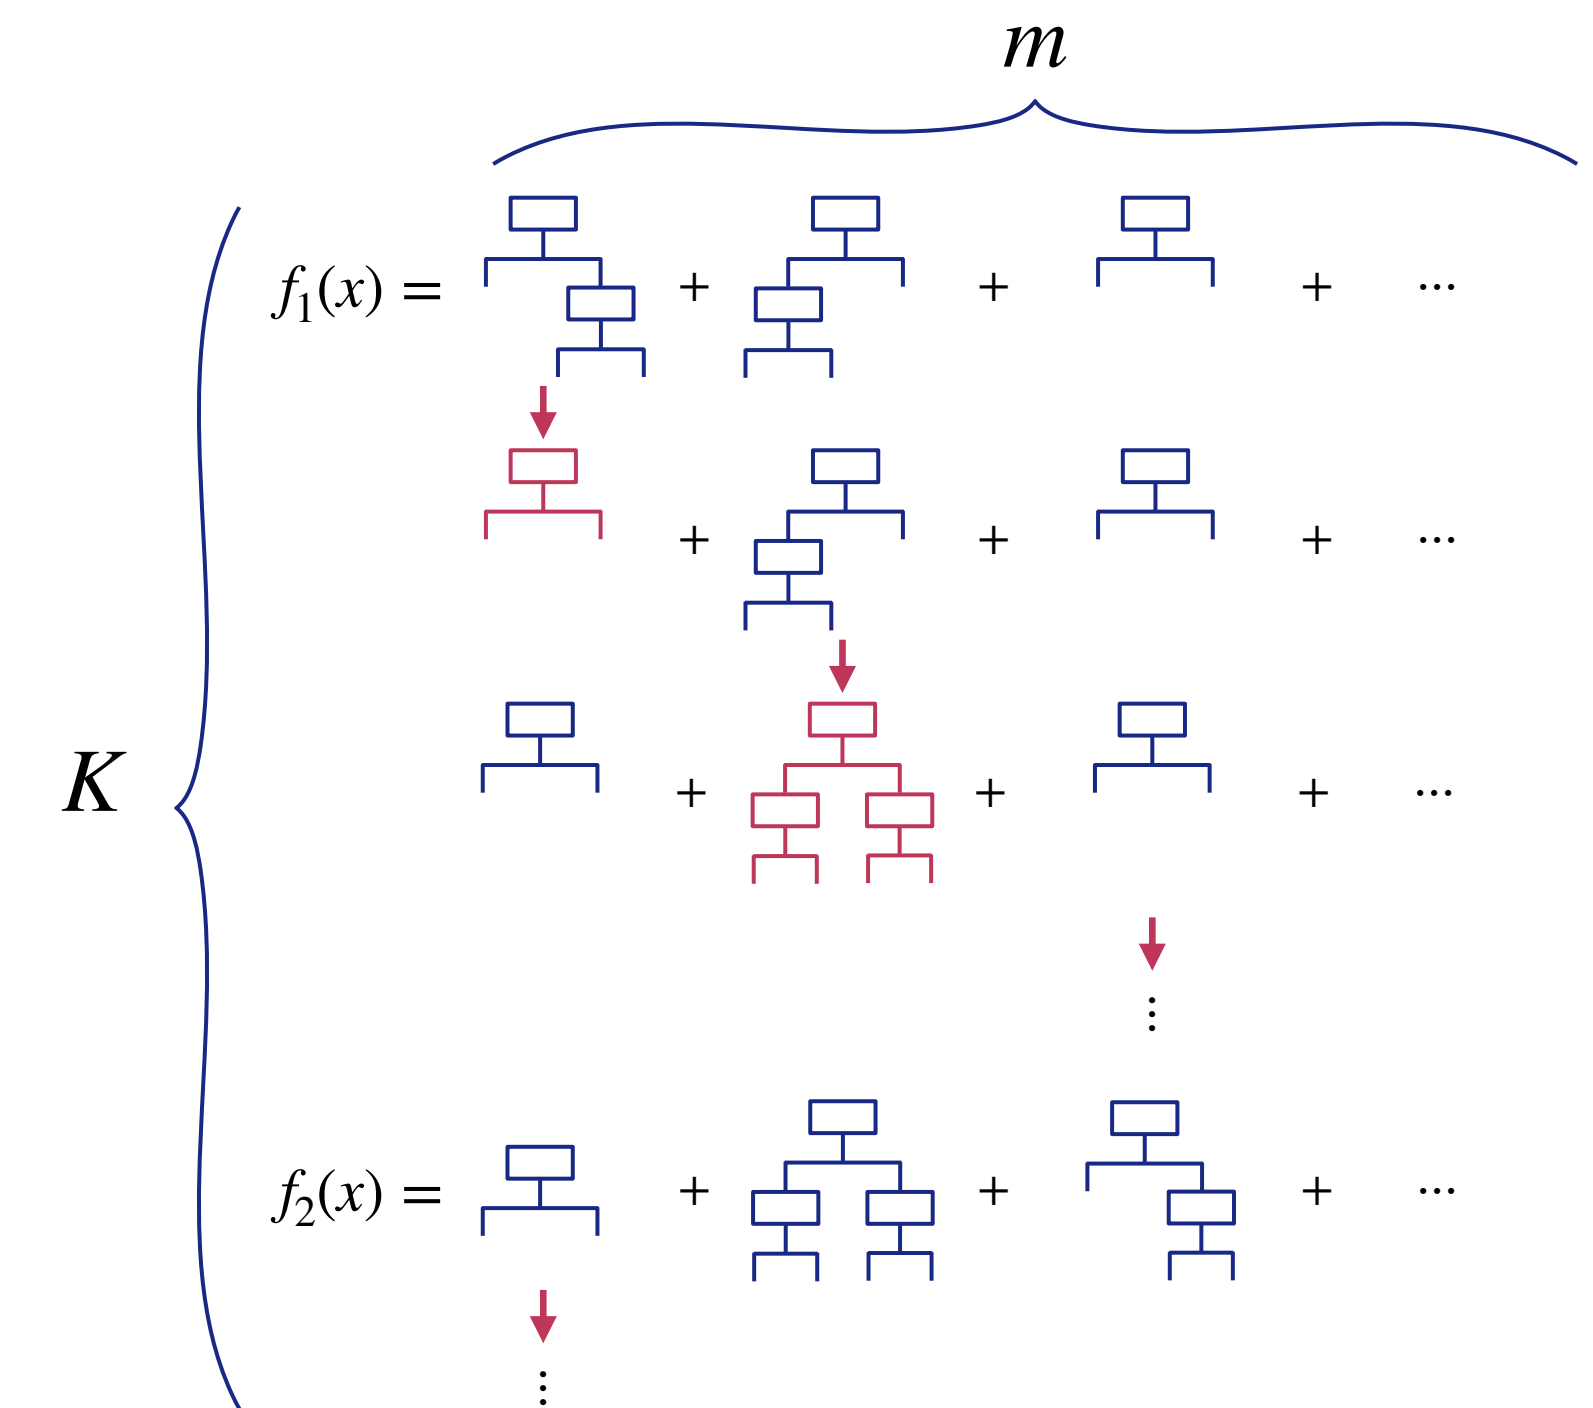 m
f₁(x) = + + + ...
+ + + ...
K
+ + + ...
⋮
f₂(x) = + + + ...
⋮